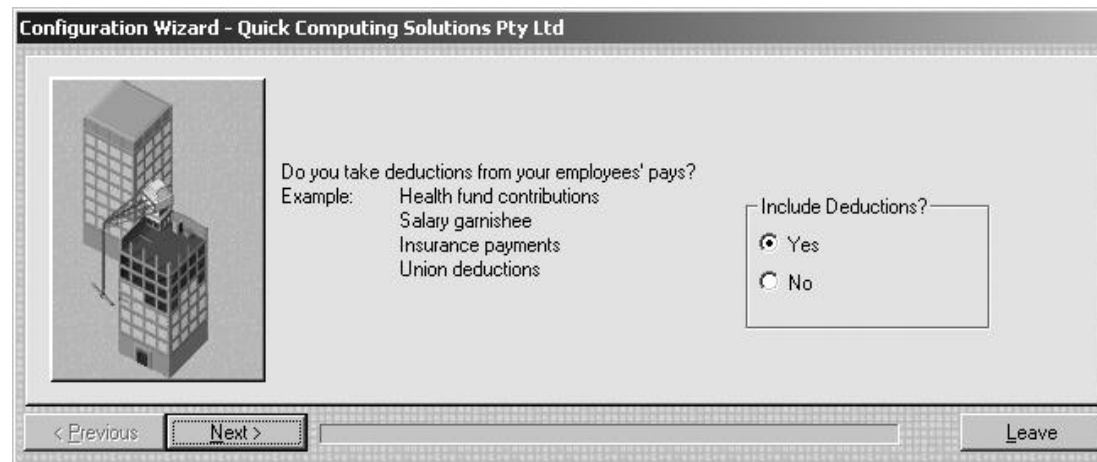 Configuration Wizard - Quick Computing Solutions Pty Ltd
Do you take deductions from your employees' pays?
Example: Health fund contributions
Salary garnishee
Insurance payments
Union deductions
Include Deductions?
Yes
No
< Previous Next > Leave